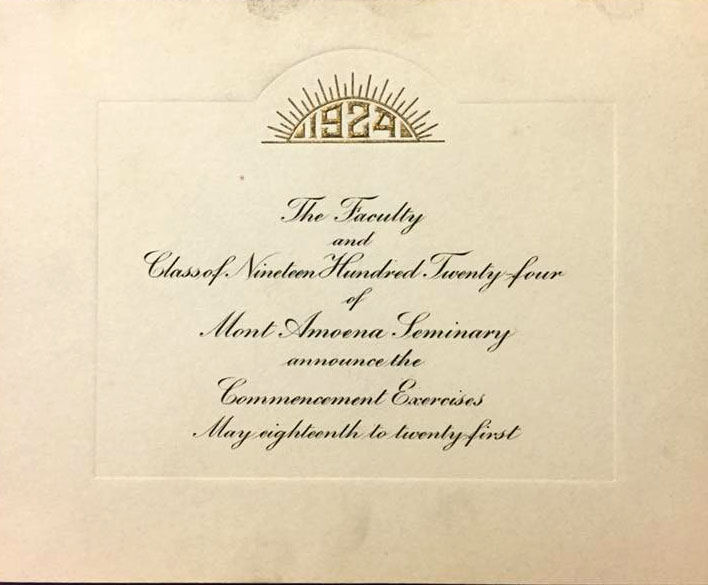 1924
The Faculty
and
Class of Nineteen Hundred Twenty-four
of
Mont Amoena Seminary
announce the
Commencement Exercises
May eighteenth to twenty-first